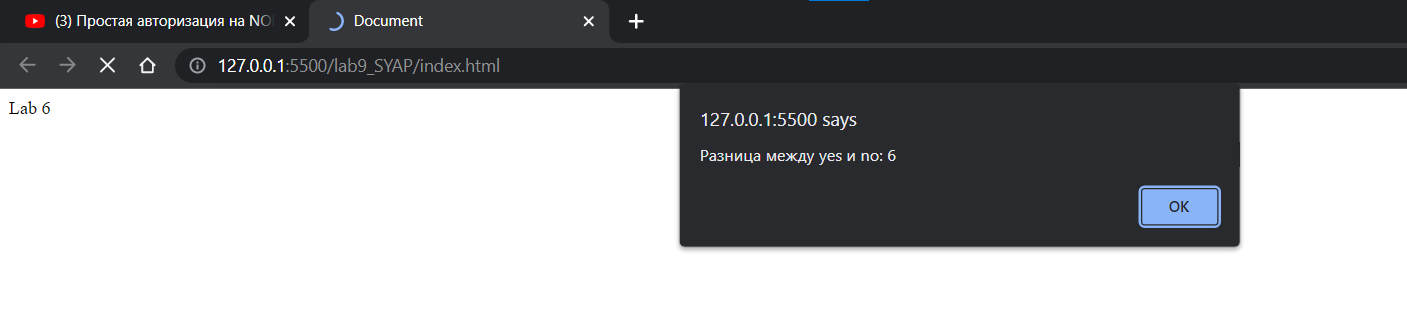 (3) Простая авторизация на NO
Document
127.0.0.1:5500/lab9_SYAP/index.html
Lab 6
127.0.0.1:5500 says
Разница между yes и no: 6
OK